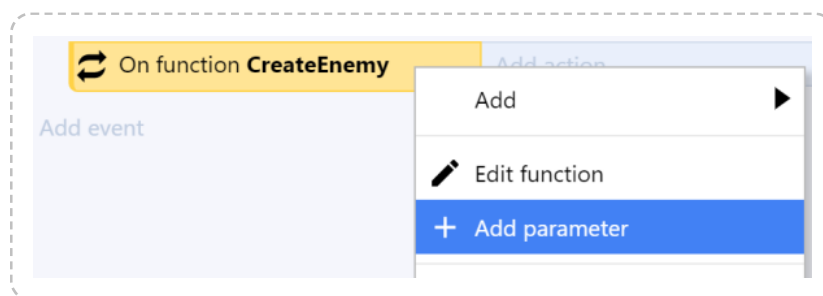 On function CreateEnemy
Add action
Add
Add event
Edit function
Add parameter